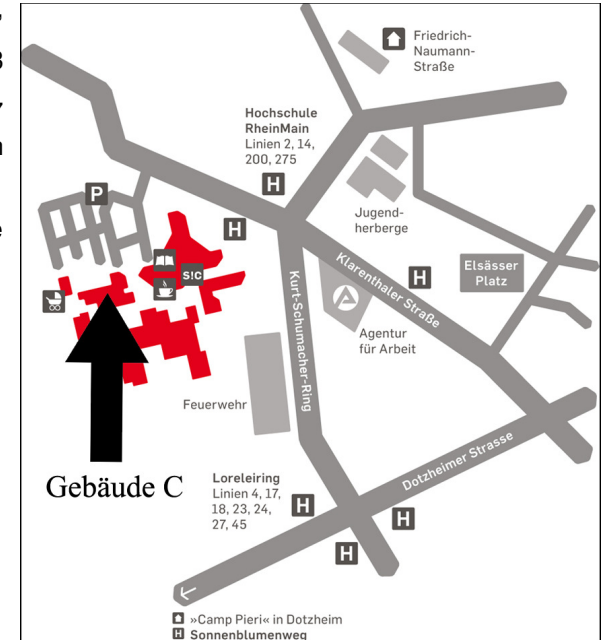 Friedrich-
Naumann-
Straße
Hochschule
RheinMain
Linien 2, 14,
200, 275
H
P
H
Jugend-
herberge
S!C
Klarenthaler Straße
H
Elsässer
Platz
Kurt-Schumacher-Ring
Agentur
für Arbeit
Feuerwehr
Gebäude C
Loreleiring
Linien 4, 17,
18, 23, 24,
27, 45
H
H
H
Dotzheimer Strasse
»Camp Pieri« in Dotzheim
H Sonnenblumenweg